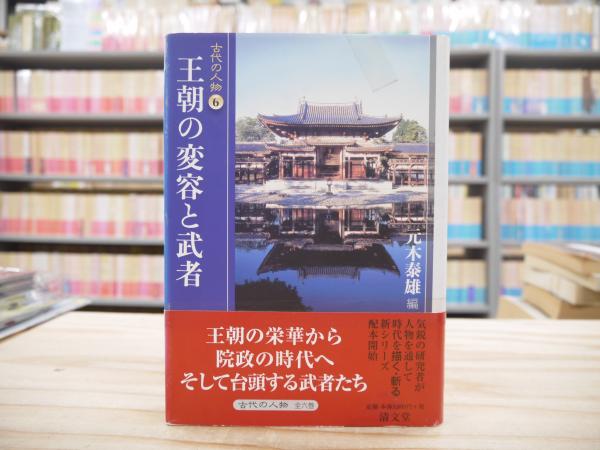 古代の人物 6
王朝の変容と武者
元木泰雄 編
王朝の栄華から
院政の時代へ
そして台頭する武者たち
古代の人物 全六巻
気鋭の研究者が
人物を通して
時代を描く・斬る
新シリーズ
配本開始
清文堂